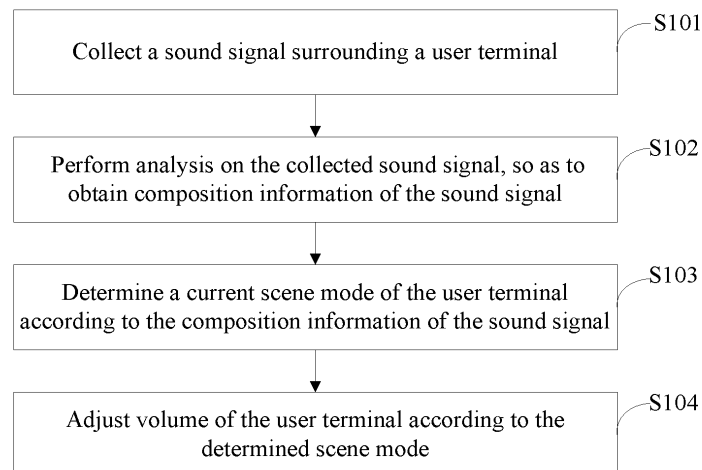 S101
Collect a sound signal surrounding a user terminal
S102
Perform analysis on the collected sound signal, so as to
obtain composition information of the sound signal
S103
Determine a current scene mode of the user terminal
according to the composition information of the sound signal
S104
Adjust volume of the user terminal according to the
determined scene mode